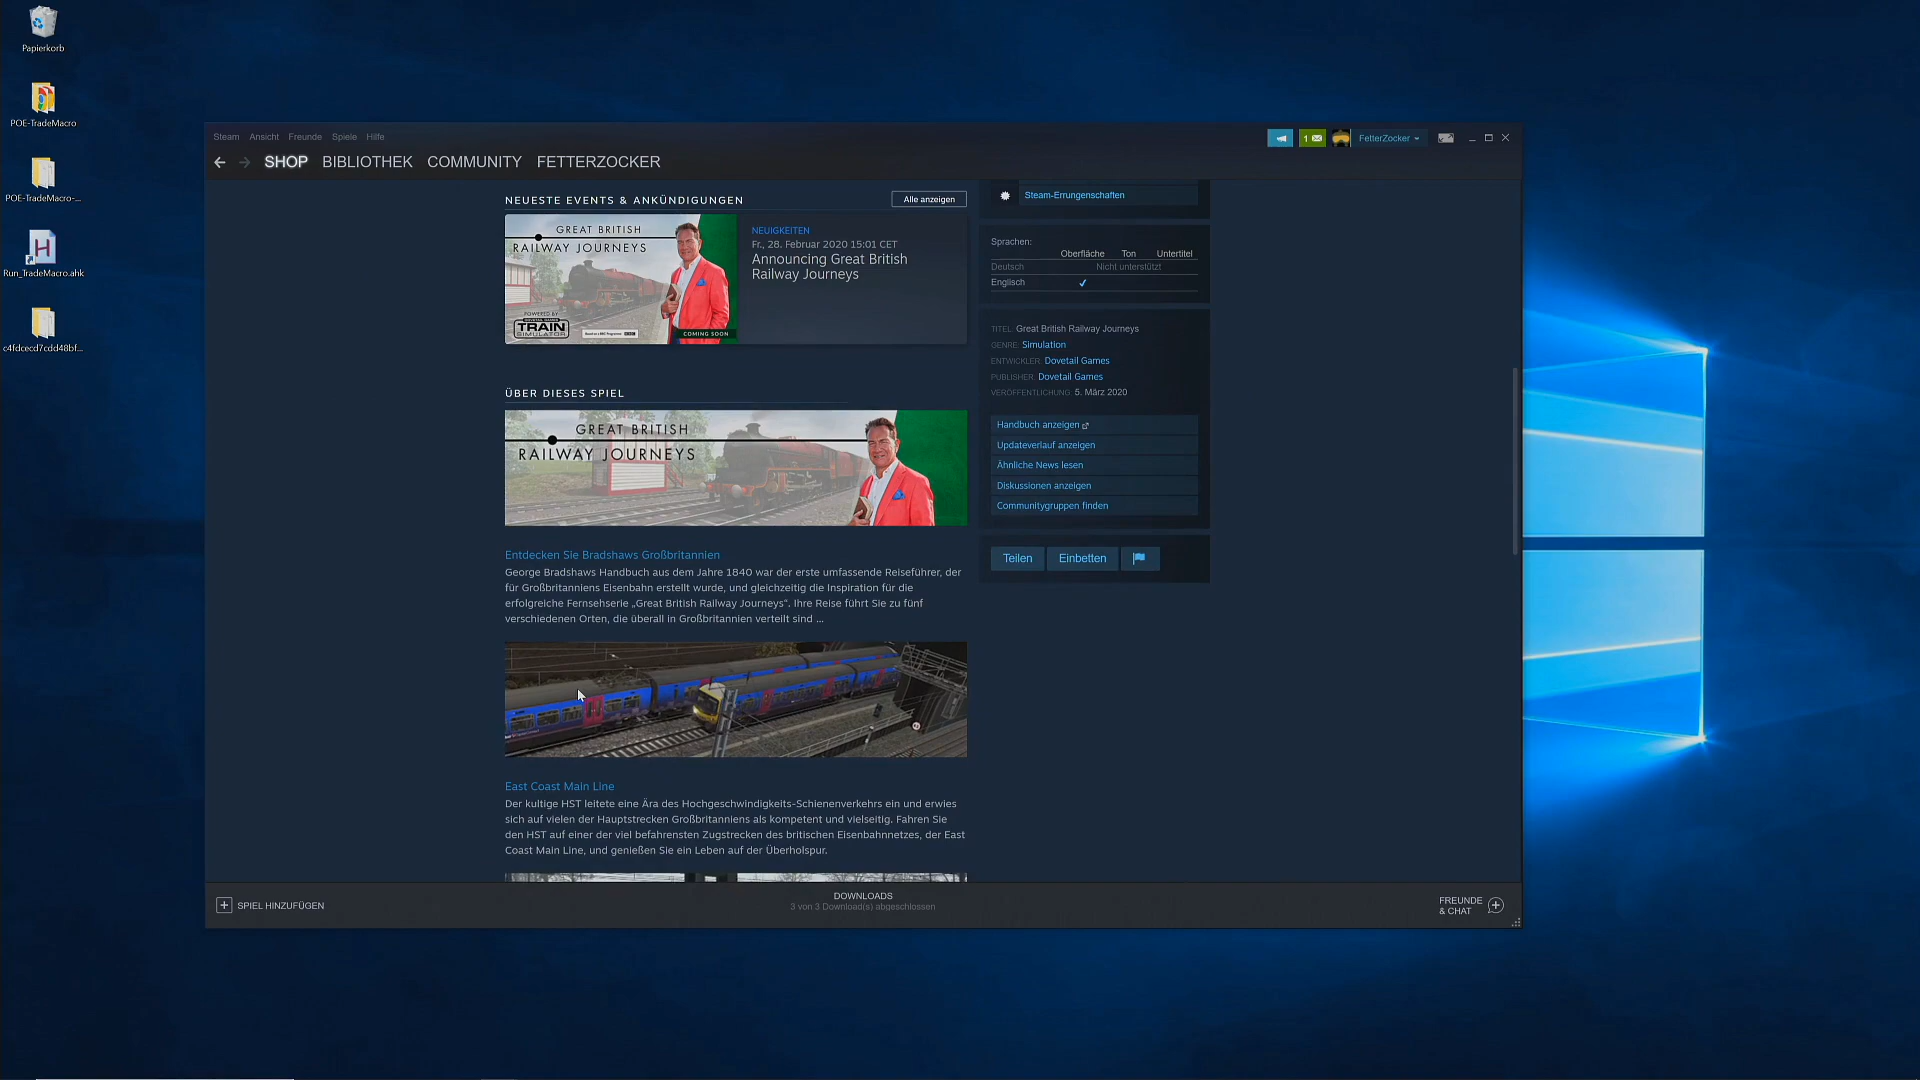 Papierkorb
POE-TradeMacro
POE-TradeMacro-...
Run_TradeMacro.ahk
c4fdcecd7cdd48bf...
Steam Ansicht Freunde Spiele Hilfe
1
FetterZocker
SHOP BIBLIOTHEK COMMUNITY FETTERZOCKER
NEUESTE EVENTS & ANKÜNDIGUNGEN
Alle anzeigen
GREAT BRITISH
RAILWAY JOURNEYS
POWERED BY
TRAIN
SIMULATOR
COMING SOON
NEUIGKEITEN
Fr., 28. Februar 2020 15:01 CET
Announcing Great British
Railway Journeys
ÜBER DIESES SPIEL
GREAT BRITISH
RAILWAY JOURNEYS
Entdecken Sie Bradshaws Großbritannien
George Bradshaws Handbuch aus dem Jahre 1840 war der erste umfassende Reiseführer, der
für Großbritanniens Eisenbahn erstellt wurde, und gleichzeitig die Inspiration für die
erfolgreiche Fernsehserie „Great British Railway Journeys“. Ihre Reise führt Sie zu fünf
verschiedenen Orten, die überall in Großbritannien verteilt sind ...
East Coast Main Line
Der kultige HST leitete eine Ära des Hochgeschwindigkeits-Schienenverkehrs ein und erwies
sich auf vielen der Hauptstrecken Großbritanniens als kompetent und vielseitig. Fahren Sie
den HST auf einer der viel befahrensten Zugstrecken des britischen Eisenbahnnetzes, der East
Coast Main Line, und genießen Sie ein Leben auf der Überholspur.
Steam-Errungenschaften
Sprachen:
Oberfläche Ton Untertitel
Deutsch Nicht unterstützt
Englisch ✓
TITEL: Great British Railway Journeys
GENRE: Simulation
ENTWICKLER: Dovetail Games
PUBLISHER: Dovetail Games
VERÖFFENTLICHUNG: 5. März 2020
Handbuch anzeigen
Updateverlauf anzeigen
Ähnliche News lesen
Diskussionen anzeigen
Communitygruppen finden
Teilen Einbetten
SPIEL HINZUFÜGEN
DOWNLOADS
3 von 3 Download(s) abgeschlossen
FREUNDE
& CHAT